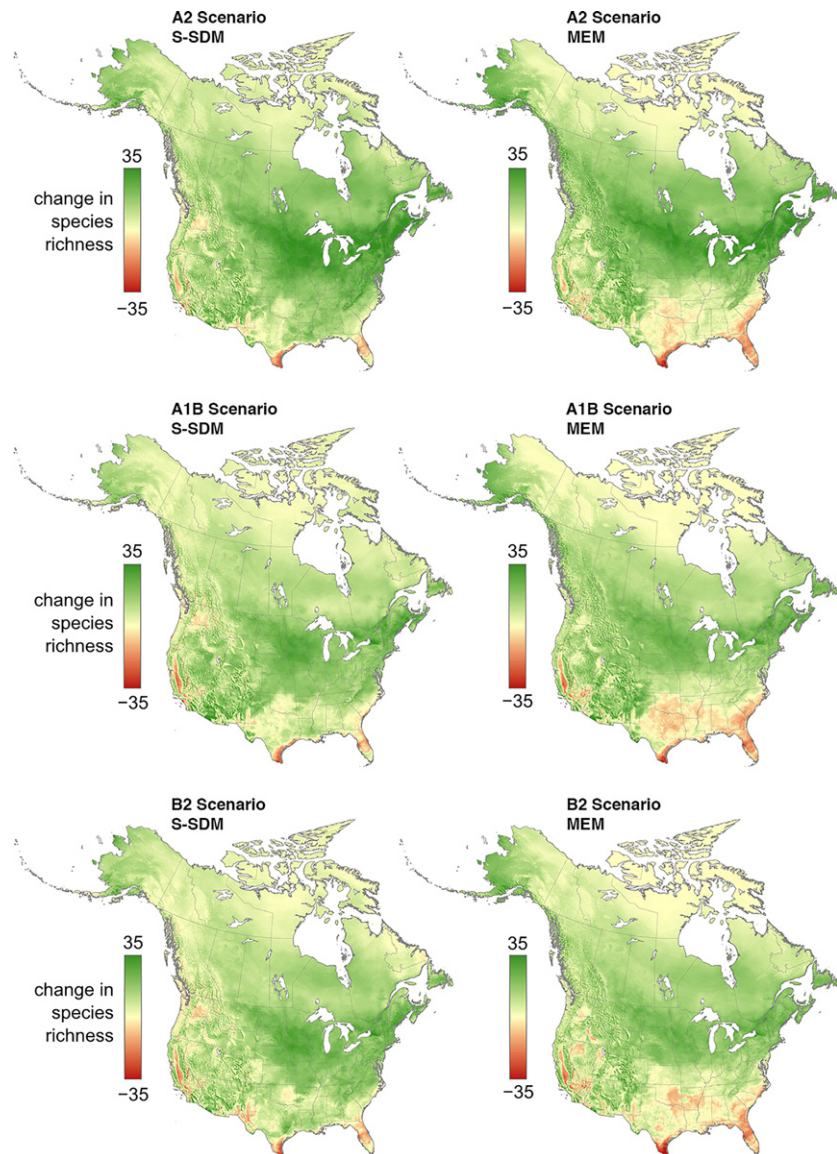 A2 Scenario
S-SDM
A2 Scenario
MEM
35
change in
species
richness
−35
35
−35
A1B Scenario
S-SDM
A1B Scenario
MEM
35
change in
species
richness
−35
35
−35
B2 Scenario
S-SDM
B2 Scenario
MEM
35
change in
species
richness
−35
35
−35